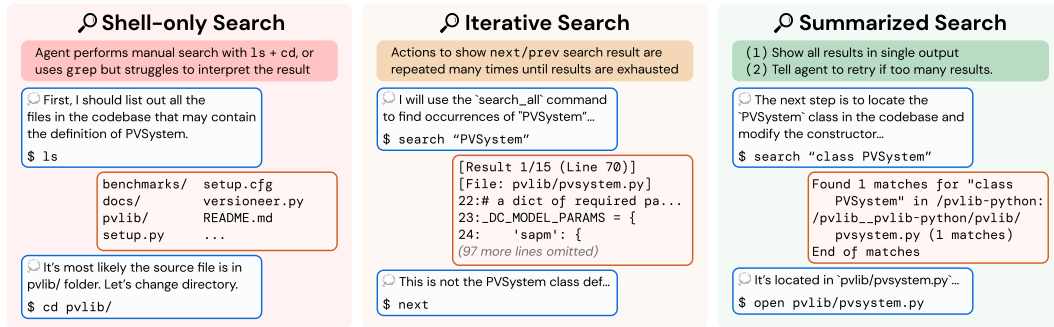 Shell-only Search
Agent performs manual search with ls + cd, or
uses grep but struggles to interpret the result
First, I should list out all the
files in the codebase that may contain
the definition of PVSystem.
$ ls
benchmarks/ setup.cfg
docs/ versioneer.py
pvlib/ README.md
setup.py ...
It's most likely the source file is in
pvlib/ folder. Let's change directory.
$ cd pvlib/
Iterative Search
Actions to show next/prev search result are
repeated many times until results are exhausted
I will use the `search_all` command
to find occurrences of "PVSystem"...
$ search "PVSystem"
[Result 1/15 (Line 70)]
[File: pvlib/pvsystem.py]
22:# a dict of required pa...
23:_DC_MODEL_PARAMS = {
24:    'sapm': {
(97 more lines omitted)
This is not the PVSystem class def...
$ next
Summarized Search
(1) Show all results in single output
(2) Tell agent to retry if too many results.
The next step is to locate the
`PVSystem` class in the codebase and
modify the constructor...
$ search "class PVSystem"
Found 1 matches for "class
PVSystem" in /pvlib-python:
/pvlib__pvlib-python/pvlib/
pvsystem.py (1 matches)
End of matches
It's located in `pvlib/pvsystem.py`...
$ open pvlib/pvsystem.py